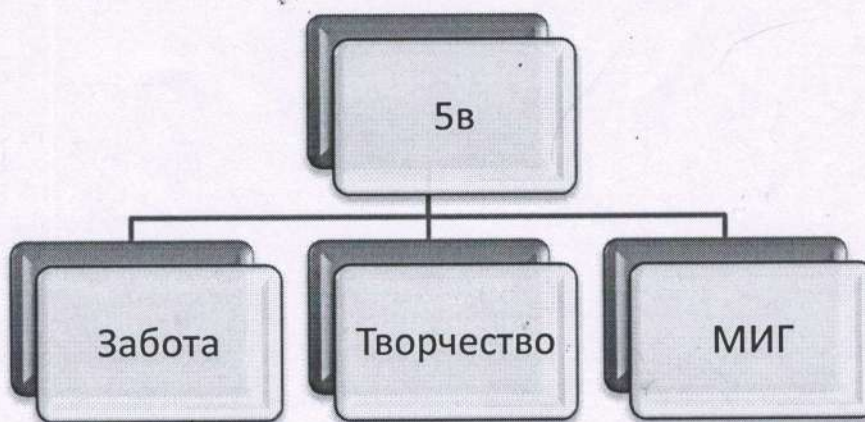 5в
Забота
Творчество
МИГ